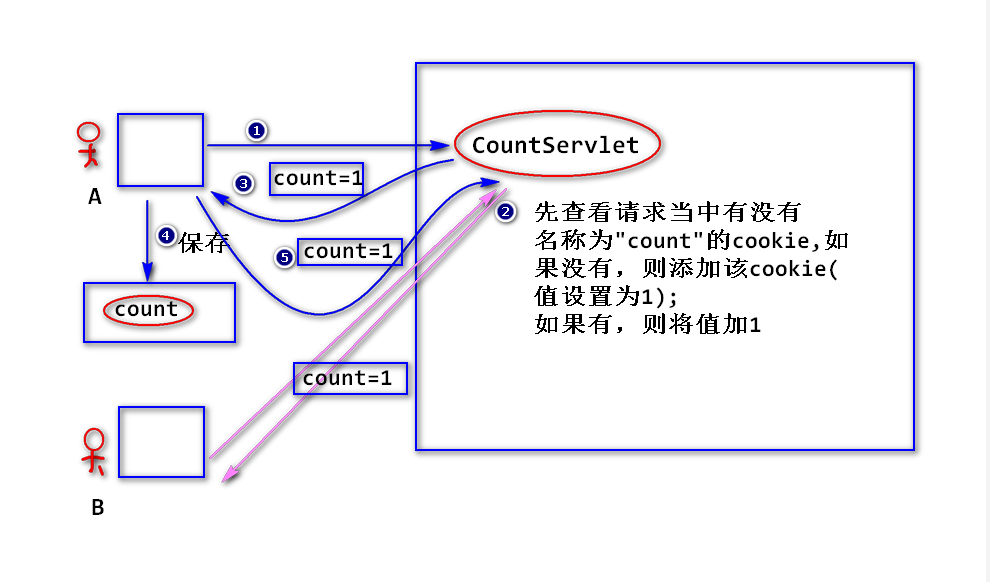 1
CountServlet
3
count=1
A
2
先查看请求当中有没有
名称为"count"的cookie,如
果没有，则添加该cookie(
值设置为1);
如果有，则将值加1
4
保存
5
count=1
count
count=1
B